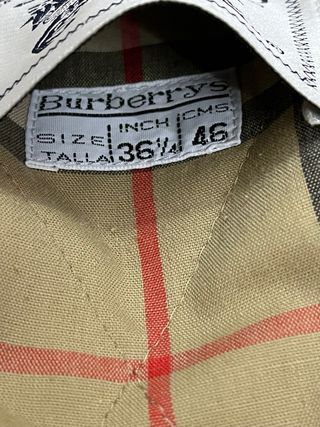 Burberrys
SIZE INCH CMS.
TALLA 36¼ 46